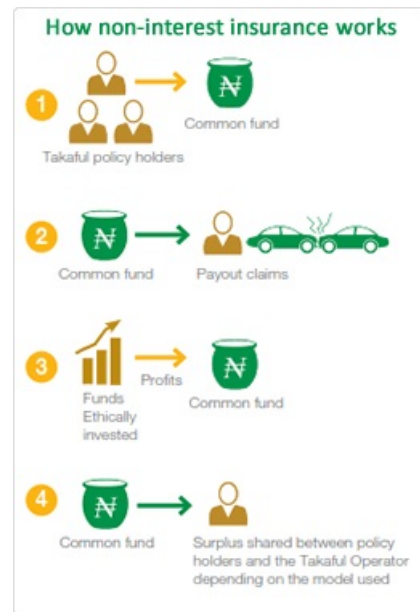 How non-interest insurance works
1
₦
Common fund
Takaful policy holders
2
₦
Common fund
Payout claims
3
Profits
₦
Funds
Ethically
invested
Common fund
4
₦
Common fund
Surplus shared between policy
holders and the Takaful Operator
depending on the model used